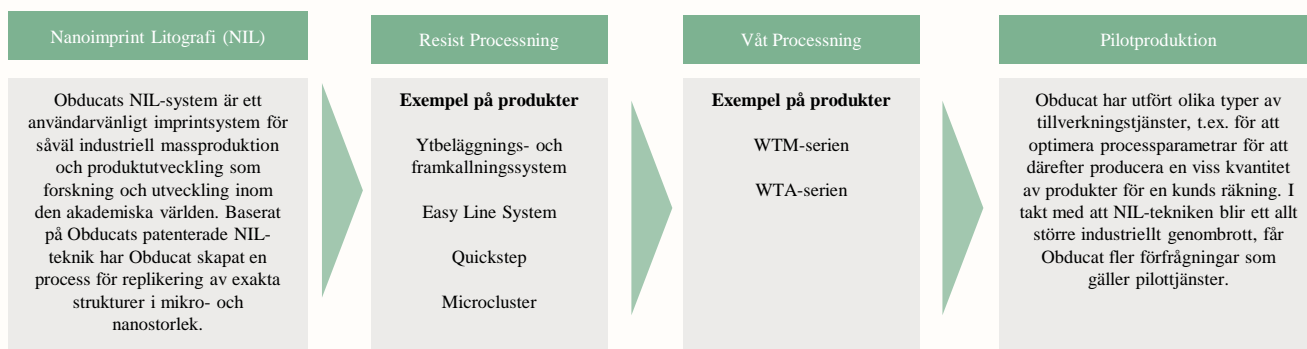 Nanoimprint Litografi (NIL)
Obducats NIL-system är ett
användarvänligt imprintsystem för
såväl industriell massproduktion
och produktutveckling som
forskning och utveckling inom
den akademiska världen. Baserat
på Obducats patenterade NIL-
teknik har Obducat skapat en
process för replikering av exakta
strukturer i mikro- och
nanostorlek.
Resist Processning
Exempel på produkter
Ytbeläggnings- och
framkallningssystem
Easy Line System
Quickstep
Microcluster
Våt Processning
Exempel på produkter
WTM-serien
WTA-serien
Pilotproduktion
Obducat har utfört olika typer av
tillverkningstjänster, t.ex. för att
optimera processparametrar för att
därefter producera en viss kvantitet
av produkter för en kunds räkning. I
takt med att NIL-tekniken blir ett allt
större industriellt genombrott, får
Obducat fler förfrågningar som
gäller pilottjänster.